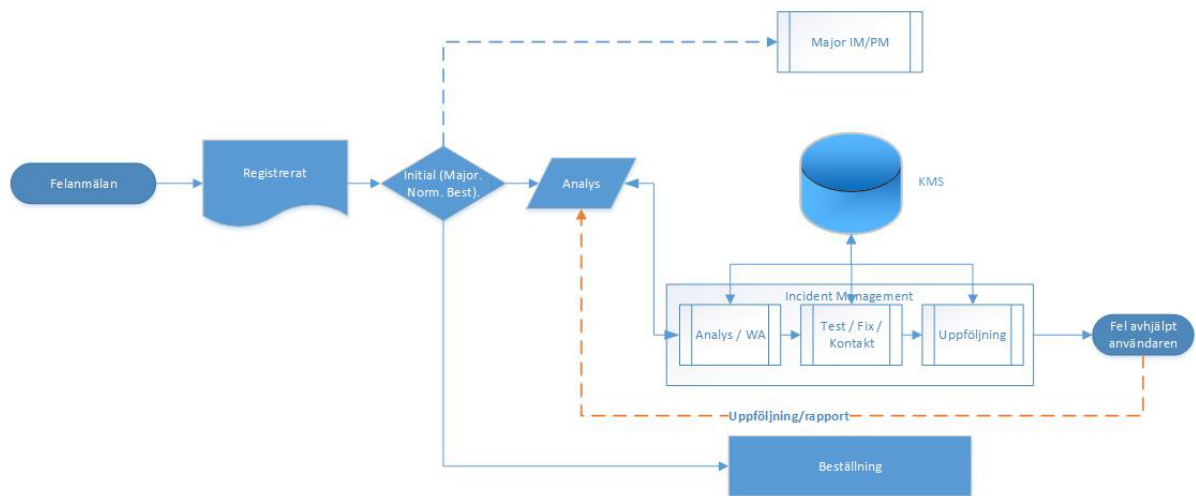 Major IM/PM
Felanmälan
Registrerat
Initial (Major.
Norm. Best).
Analys
KMS
Incident Management
Analys / WA
Test / Fix /
Kontakt
Uppföljning
Fel avhjälpt
användaren
Uppföljning/rapport
Beställning